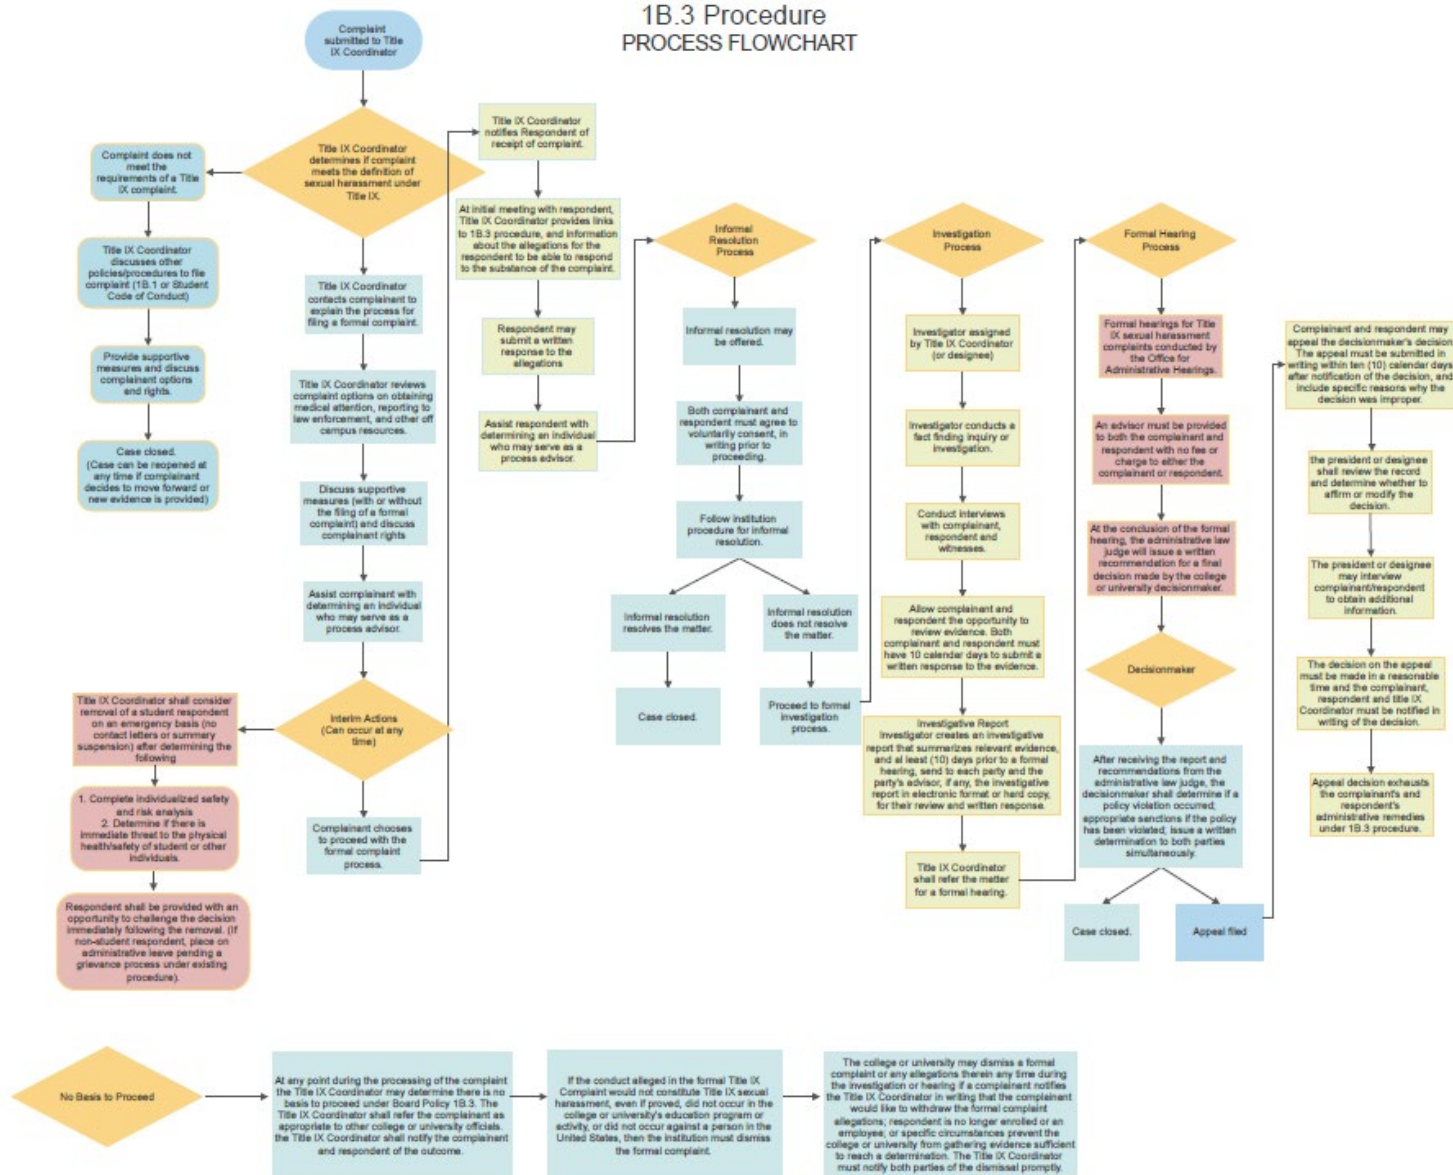 1B.3 Procedure
PROCESS FLOWCHART
Complaint
submitted to Title
IX Coordinator
Title IX Coordinator
determines if complaint
meets the definition of
sexual harassment under
Title IX.
Complaint does not
meet the
requirements of a Title
IX complaint.
Title IX Coordinator
discusses other
policies/procedures to file
complaint (1B.1 or Student
Code of Conduct)
Provide supportive
measures and discuss
complainant options
and rights.
Case closed.
(Case can be reopened at
any time if complainant
decides to move forward or
new evidence is provided)
Title IX Coordinator
contacts complainant to
explain the process for
filing a formal complaint.
Title IX Coordinator reviews
complaint options on obtaining
medical attention, reporting to
law enforcement, and other off
campus resources.
Discuss supportive
measures (with or without
the filing of a formal
complaint) and discuss
complainant rights
Assist complainant with
determining an individual
who may serve as a
process advisor.
Interim Actions
(Can occur at any
time)
Title IX Coordinator shall consider
removal of a student respondent
on an emergency basis (no
contact letters or summary
suspension) after determining the
following
1. Complete individualized safety
and risk analysis
2. Determine if there is
immediate threat to the physical
health/safety of student or other
individuals.
Respondent shall be provided with an
opportunity to challenge the decision
immediately following the removal. (If
non-student respondent, place on
administrative leave pending a
grievance process under existing
procedure).
Complainant chooses
to proceed with the
formal complaint
process.
Title IX Coordinator
notifies Respondent of
receipt of complaint.
At initial meeting with respondent,
Title IX Coordinator provides links
to 1B.3 procedure, and information
about the allegations for the
respondent to be able to respond
to the substance of the complaint.
Respondent may
submit a written
response to the
allegations
Assist respondent with
determining an individual
who may serve as a
process advisor.
Informal
Resolution
Process
Informal resolution may
be offered.
Both complainant and
respondent must agree to
voluntarily consent, in
writing prior to
proceeding.
Follow institution
procedure for informal
resolution.
Informal resolution
resolves the matter.
Case closed.
Informal resolution
does not resolve
the matter.
Proceed to formal
investigation
process.
Investigation
Process
Investigator assigned
by Title IX Coordinator
(or designee)
Investigator conducts a
fact finding inquiry or
investigation.
Conduct interviews
with complainant,
respondent and
witnesses.
Allow complainant and
respondent the opportunity to
review evidence. Both
complainant and respondent must
have 10 calendar days to submit a
written response to the evidence.
Investigative Report
Investigator creates an investigative
report that summarizes relevant evidence,
and at least (10) days prior to a formal
hearing, send to each party and the
party's advisor, if any, the investigative
report in electronic format or hard copy,
for their review and written response.
Title IX Coordinator
shall refer the matter
for a formal hearing.
Formal Hearing
Process
Formal hearings for Title
IX sexual harassment
complaints conducted by
the Office for
Administrative Hearings.
An advisor must be provided
to both the complainant and
respondent with no fee or
charge to either the
complainant or respondent.
At the conclusion of the formal
hearing, the administrative law
judge will issue a written
recommendation for a final
decision made by the college
or university decisionmaker.
Decisionmaker
After receiving the report and
recommendations from the
administrative law judge, the
decisionmaker shall determine if a
policy violation occurred;
appropriate sanctions if the policy
has been violated; issue a written
determination to both parties
simultaneously.
Case closed.
Appeal filed
Complainant and respondent may
appeal the decisionmaker's decision.
The appeal must be submitted in
writing within ten (10) calendar days
after notification of the decision, and
include specific reasons why the
decision was improper.
the president or designee
shall review the record
and determine whether to
affirm or modify the
decision.
The president or designee
may interview
complainant/respondent
to obtain additional
information.
The decision on the appeal
must be made in a reasonable
time and the complainant,
respondent and title IX
Coordinator must be notified in
writing of the decision.
Appeal decision exhausts
the complainant's and
respondent's
administrative remedies
under 1B.3 procedure.
No Basis to Proceed
At any point during the processing of the complaint
the Title IX Coordinator may determine there is no
basis to proceed under Board Policy 1B.3. The
Title IX Coordinator shall refer the complainant as
appropriate to other college or university officials.
the Title IX Coordinator shall notify the complainant
and respondent of the outcome.
If the conduct alleged in the formal Title IX
Complaint would not constitute Title IX sexual
harassment, even if proved, did not occur in the
college or university's education program or
activity, or did not occur against a person in the
United States, then the institution must dismiss
the formal complaint.
The college or university may dismiss a formal
complaint or any allegations therein any time during
the investigation or hearing if a complainant notifies
the Title IX Coordinator in writing that the complainant
would like to withdraw the formal complaint
allegations; respondent is no longer enrolled or an
employee; or specific circumstances prevent the
college or university from gathering evidence sufficient
to reach a determination. The Title IX Coordinator
must notify both parties of the dismissal promptly.